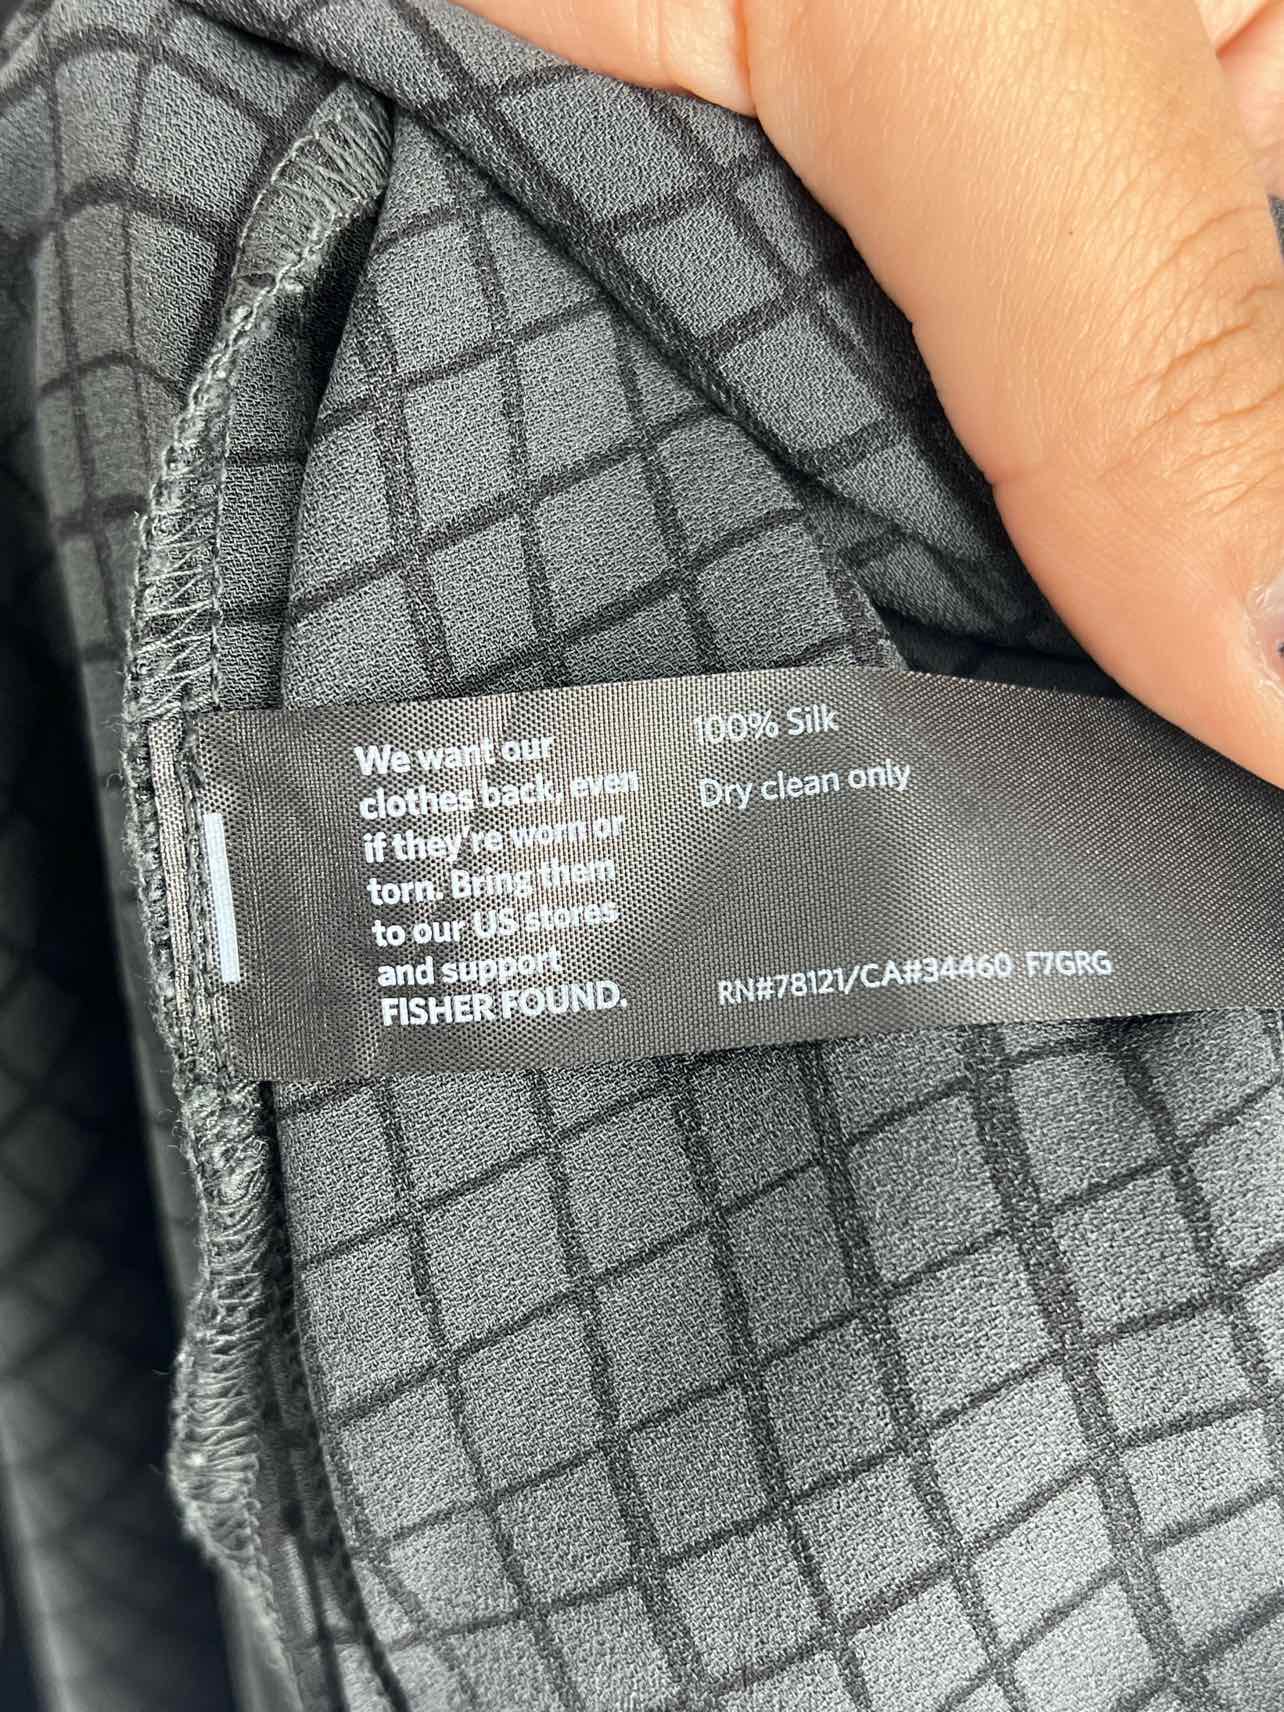 We want our
clothes back, even
if they're worn or
torn. Bring them
to our US stores
and support
FISHER FOUND.
100% Silk
Dry clean only
RN#78121/CA#34460 F7GRG